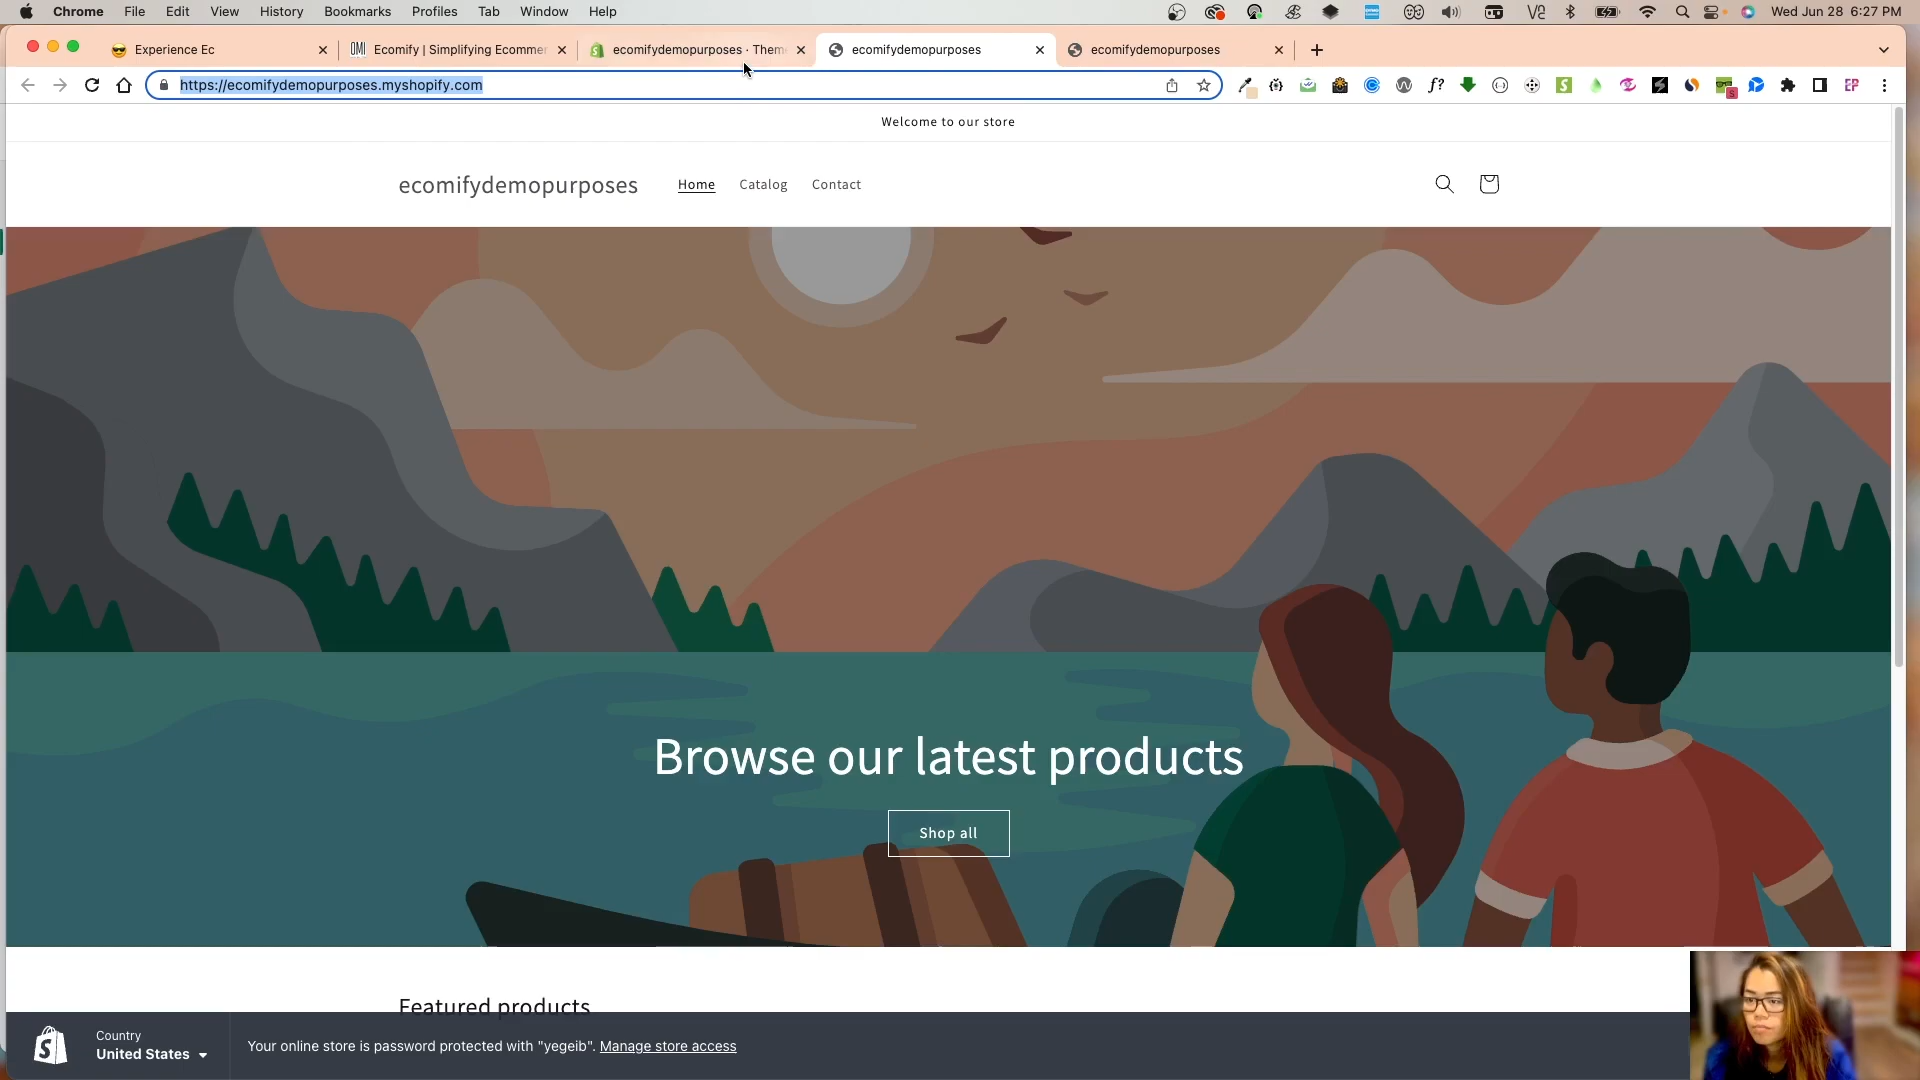 Chrome File Edit View History Bookmarks Profiles Tab Window Help Wed Jun 28 6:27 PM
Experience Ec
Ecomify | Simplifying Ecommer
ecomifydemopurposes · Them
ecomifydemopurposes
ecomifydemopurposes
https://ecomifydemopurposes.myshopify.com
Welcome to our store
ecomifydemopurposes
Home Catalog Contact
Browse our latest products
Shop all
Featured products
Country
United States
Your online store is password protected with "yegeib". Manage store access